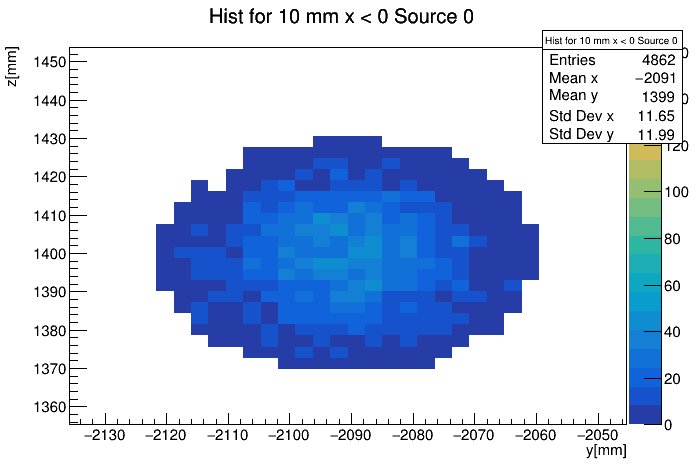 Hist for 10 mm x < 0 Source 0
Hist for 10 mm x < 0 Source 0
Entries 4862
Mean x −2091
Mean y 1399
Std Dev x 11.65
Std Dev y 11.99
z[mm]
1450
1440
1430
1420
1410
1400
1390
1380
1370
1360
−2130 −2120 −2110 −2100 −2090 −2080 −2070 −2060 −2050
y[mm]
120
100
80
60
40
20
0